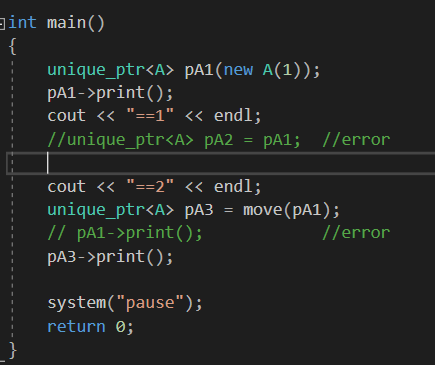 int main()
{
    unique_ptr<A> pA1(new A(1));
    pA1->print();
    cout << "==1" << endl;
    //unique_ptr<A> pA2 = pA1;  //error

    cout << "==2" << endl;
    unique_ptr<A> pA3 = move(pA1);
    // pA1->print();            //error
    pA3->print();

    system("pause");
    return 0;
}